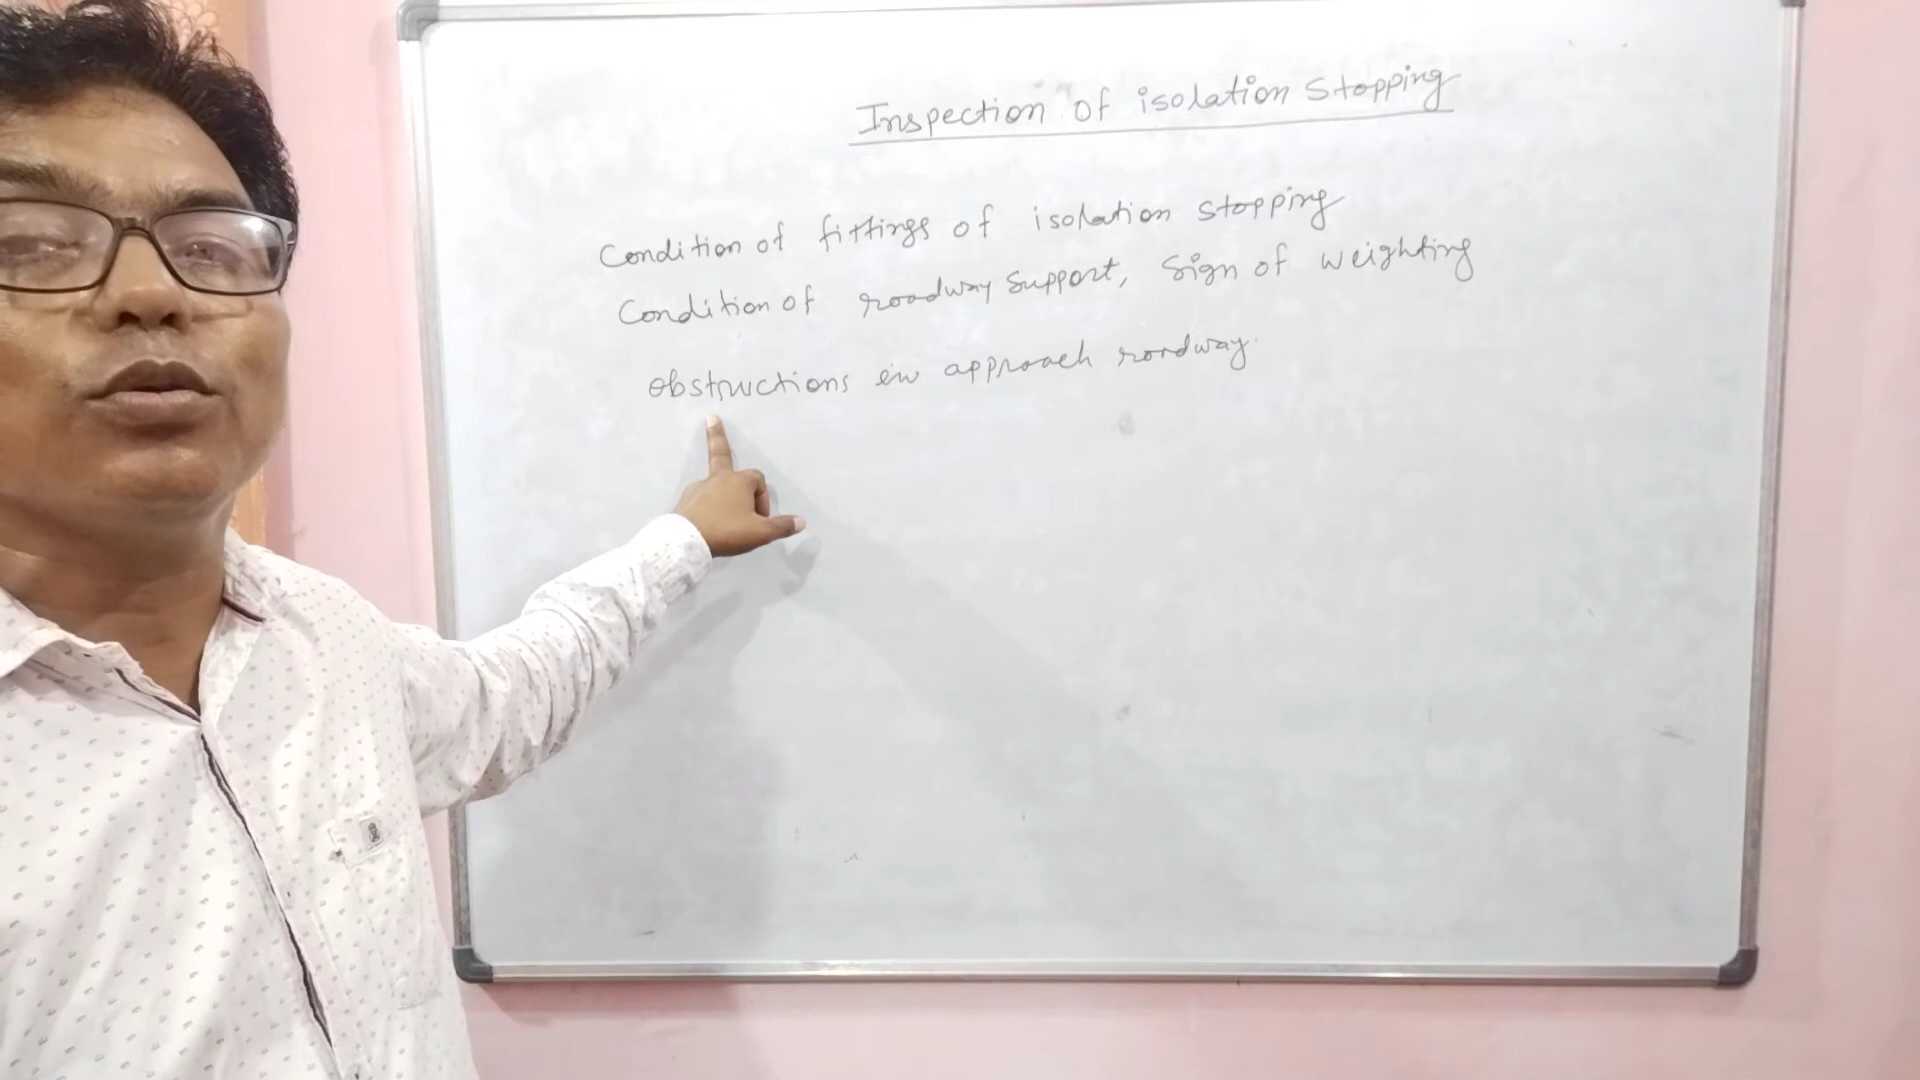 Inspection of isolation stopping
Condition of fittings of isolation stopping
Condition of roadway support, sign of weighting
obstructions in approach roadway.